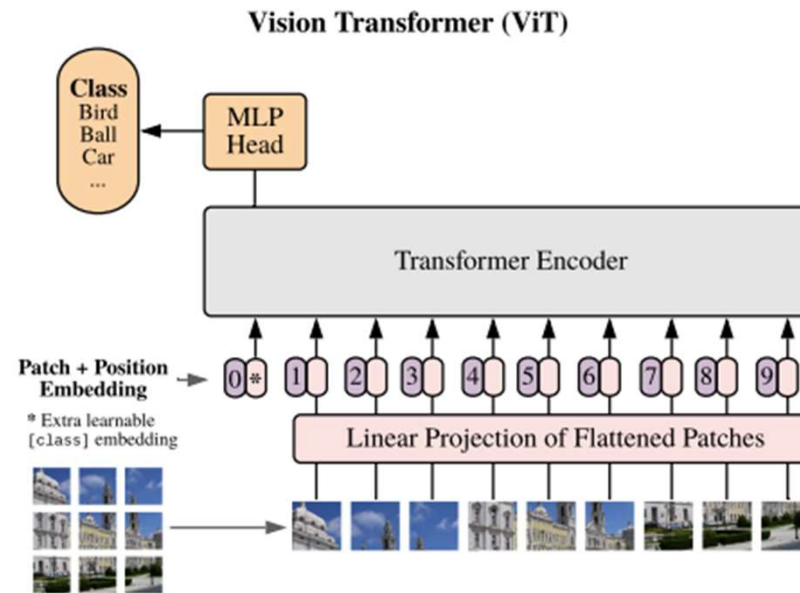 Vision Transformer (ViT)
Class
Bird
Ball
Car
...
MLP
Head
Transformer Encoder
Patch + Position
Embedding
0 * 1 2 3 4 5 6 7 8 9
* Extra learnable
[class] embedding
Linear Projection of Flattened Patches